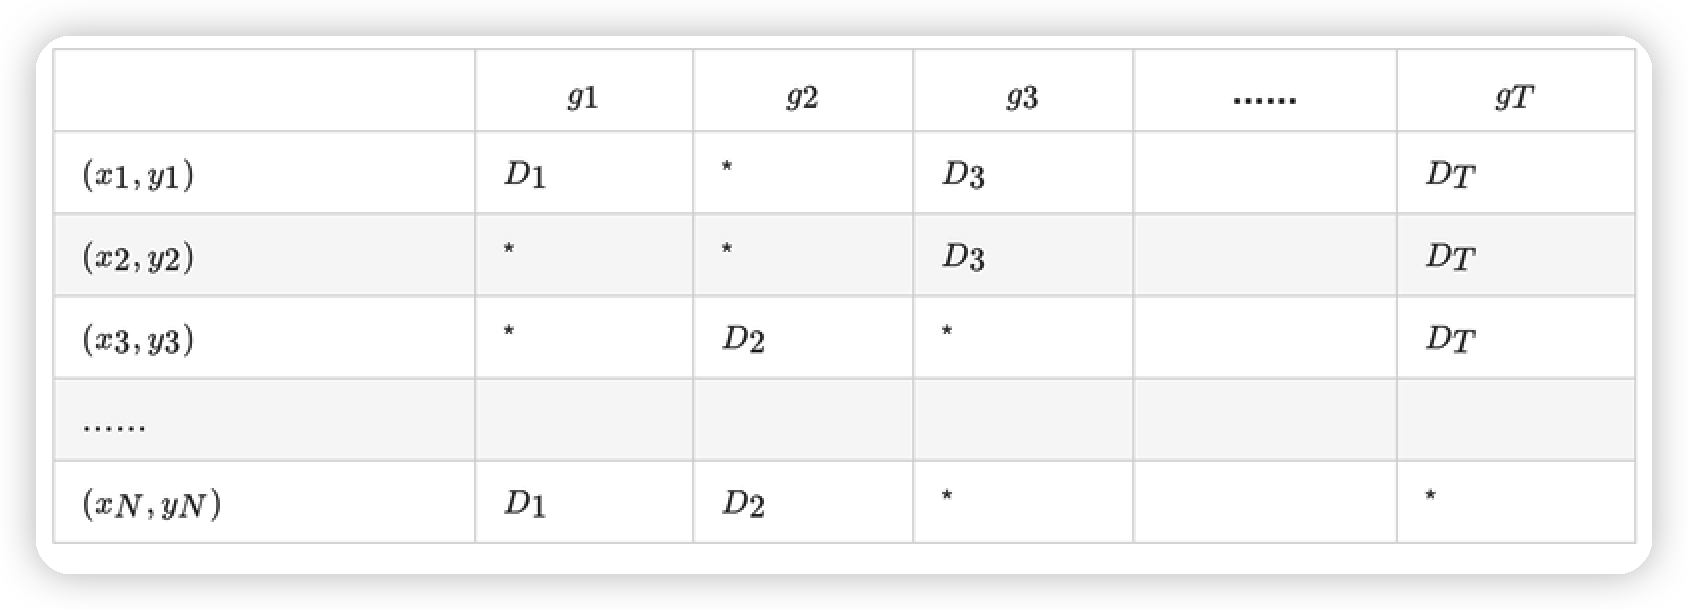 g1 g2 g3 ...... gT
(x1, y1) D1 * D3 DT
(x2, y2) * * D3 DT
(x3, y3) * D2 * DT
......
(xN, yN) D1 D2 * *